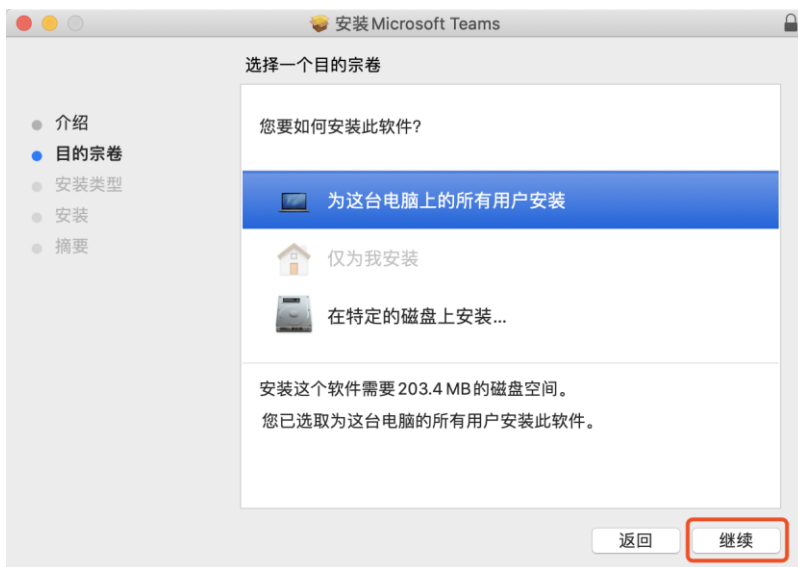 安装Microsoft Teams
选择一个目的宗卷
介绍
目的宗卷
安装类型
安装
摘要
您要如何安装此软件?
为这台电脑上的所有用户安装
仅为我安装
在特定的磁盘上安装...
安装这个软件需要203.4 MB的磁盘空间。
您已选取为这台电脑的所有用户安装此软件。
返回
继续